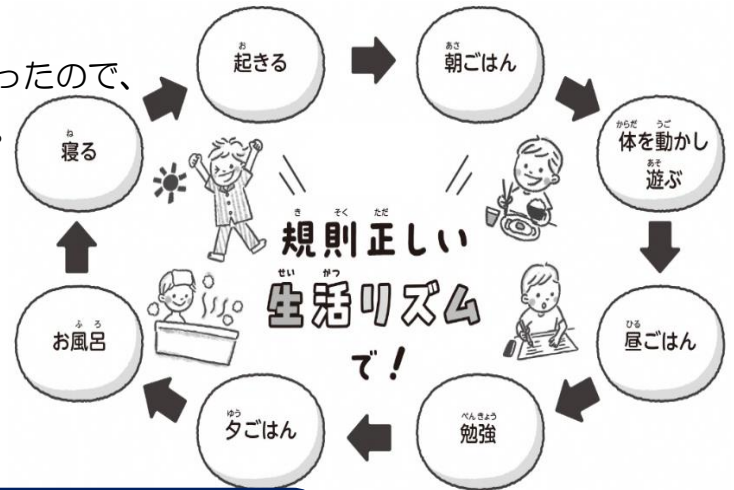 ったので、
。
起きる
朝ごはん
体を動かし
遊ぶ
昼ごはん
勉強
夕ごはん
お風呂
寝る
規則正しい
生活リズム
で!